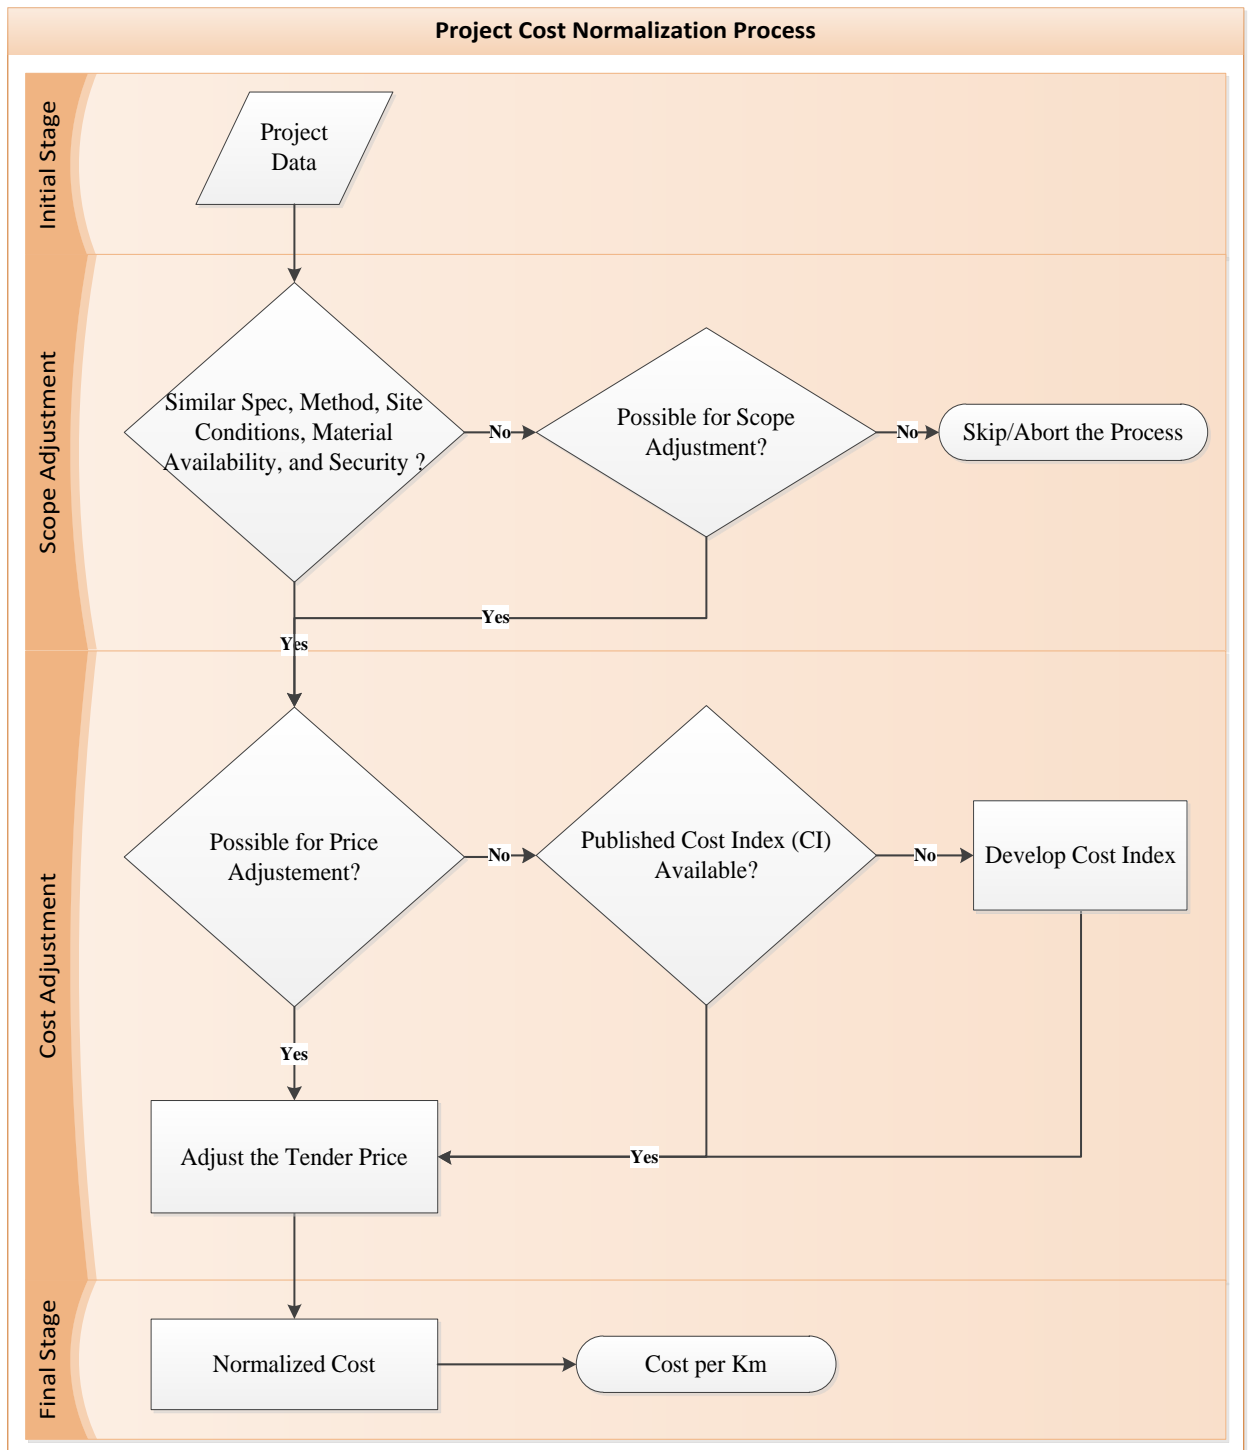 Project Cost Normalization Process
Initial Stage
Project
Data
Scope Adjustment
Similar Spec, Method, Site
Conditions, Material
Availability, and Security ?
No
Possible for Scope
Adjustment?
No
Skip/Abort the Process
Yes
Yes
Cost Adjustment
Possible for Price
Adjustement?
No
Published Cost Index (CI)
Available?
No
Develop Cost Index
Yes
Adjust the Tender Price
Yes
Final Stage
Normalized Cost
Cost per Km